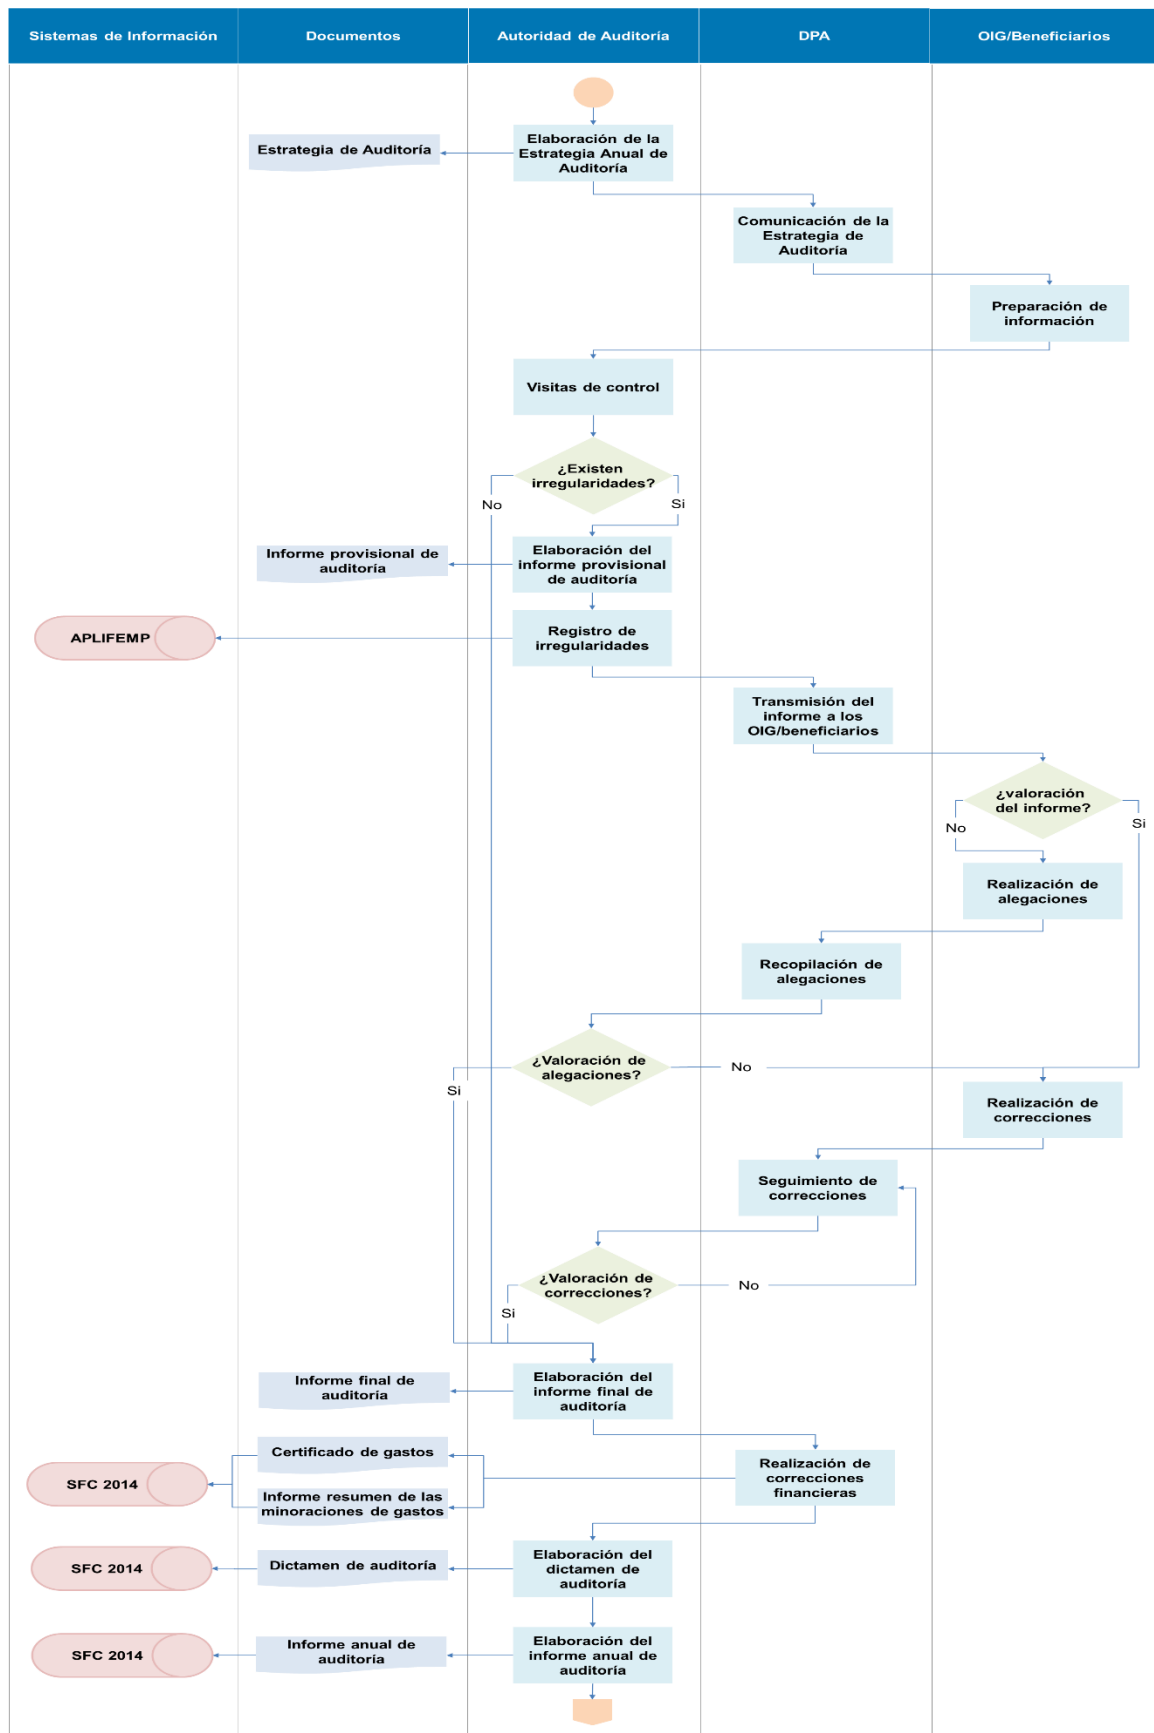 Sistemas de Información
Documentos
Autoridad de Auditoría
DPA
OIG/Beneficiarios
Estrategia de Auditoría
Elaboración de la
Estrategia Anual de
Auditoría
Comunicación de la
Estrategia de
Auditoría
Preparación de
información
Visitas de control
¿Existen
irregularidades?
No
Si
Informe provisional de
auditoría
Elaboración del
informe provisional
de auditoría
APLIFEMP
Registro de
irregularidades
Transmisión del
informe a los
OIG/beneficiarios
¿valoración
del informe?
No
Si
Realización de
alegaciones
Recopilación de
alegaciones
¿Valoración de
alegaciones?
No
Si
Realización de
correcciones
Seguimiento de
correcciones
¿Valoración de
correcciones?
No
Si
Informe final de
auditoría
Elaboración del
informe final de
auditoría
Certificado de gastos
SFC 2014
Informe resumen de las
minoraciones de gastos
Realización de
correcciones
financieras
SFC 2014
Dictamen de auditoría
Elaboración del
dictamen de
auditoría
SFC 2014
Informe anual de
auditoría
Elaboración del
informe anual de
auditoría